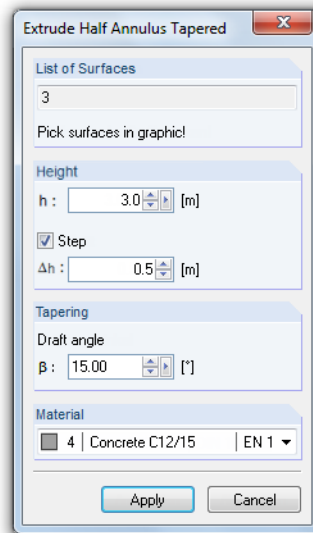 Extrude Half Annulus Tapered
List of Surfaces
3
Pick surfaces in graphic!
Height
h : 3.0 [m]
Step
Δh : 0.5 [m]
Tapering
Draft angle
β : 15.00 [°]
Material
4 Concrete C12/15 EN 1
Apply Cancel